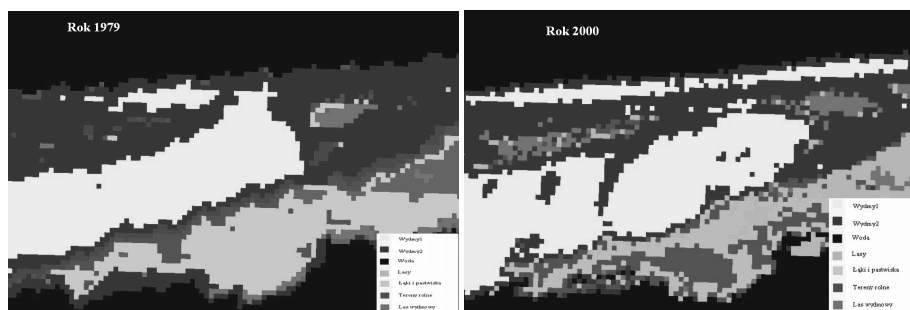 Rok 1979
Wydmy1
Wydmy2
Woda
Lasy
Łąki i pastwiska
Tereny rolne
Las wydmowy
Rok 2000
Wydmy1
Wydmy2
Woda
Lasy
Łąki i pastwiska
Tereny rolne
Las wydmowy